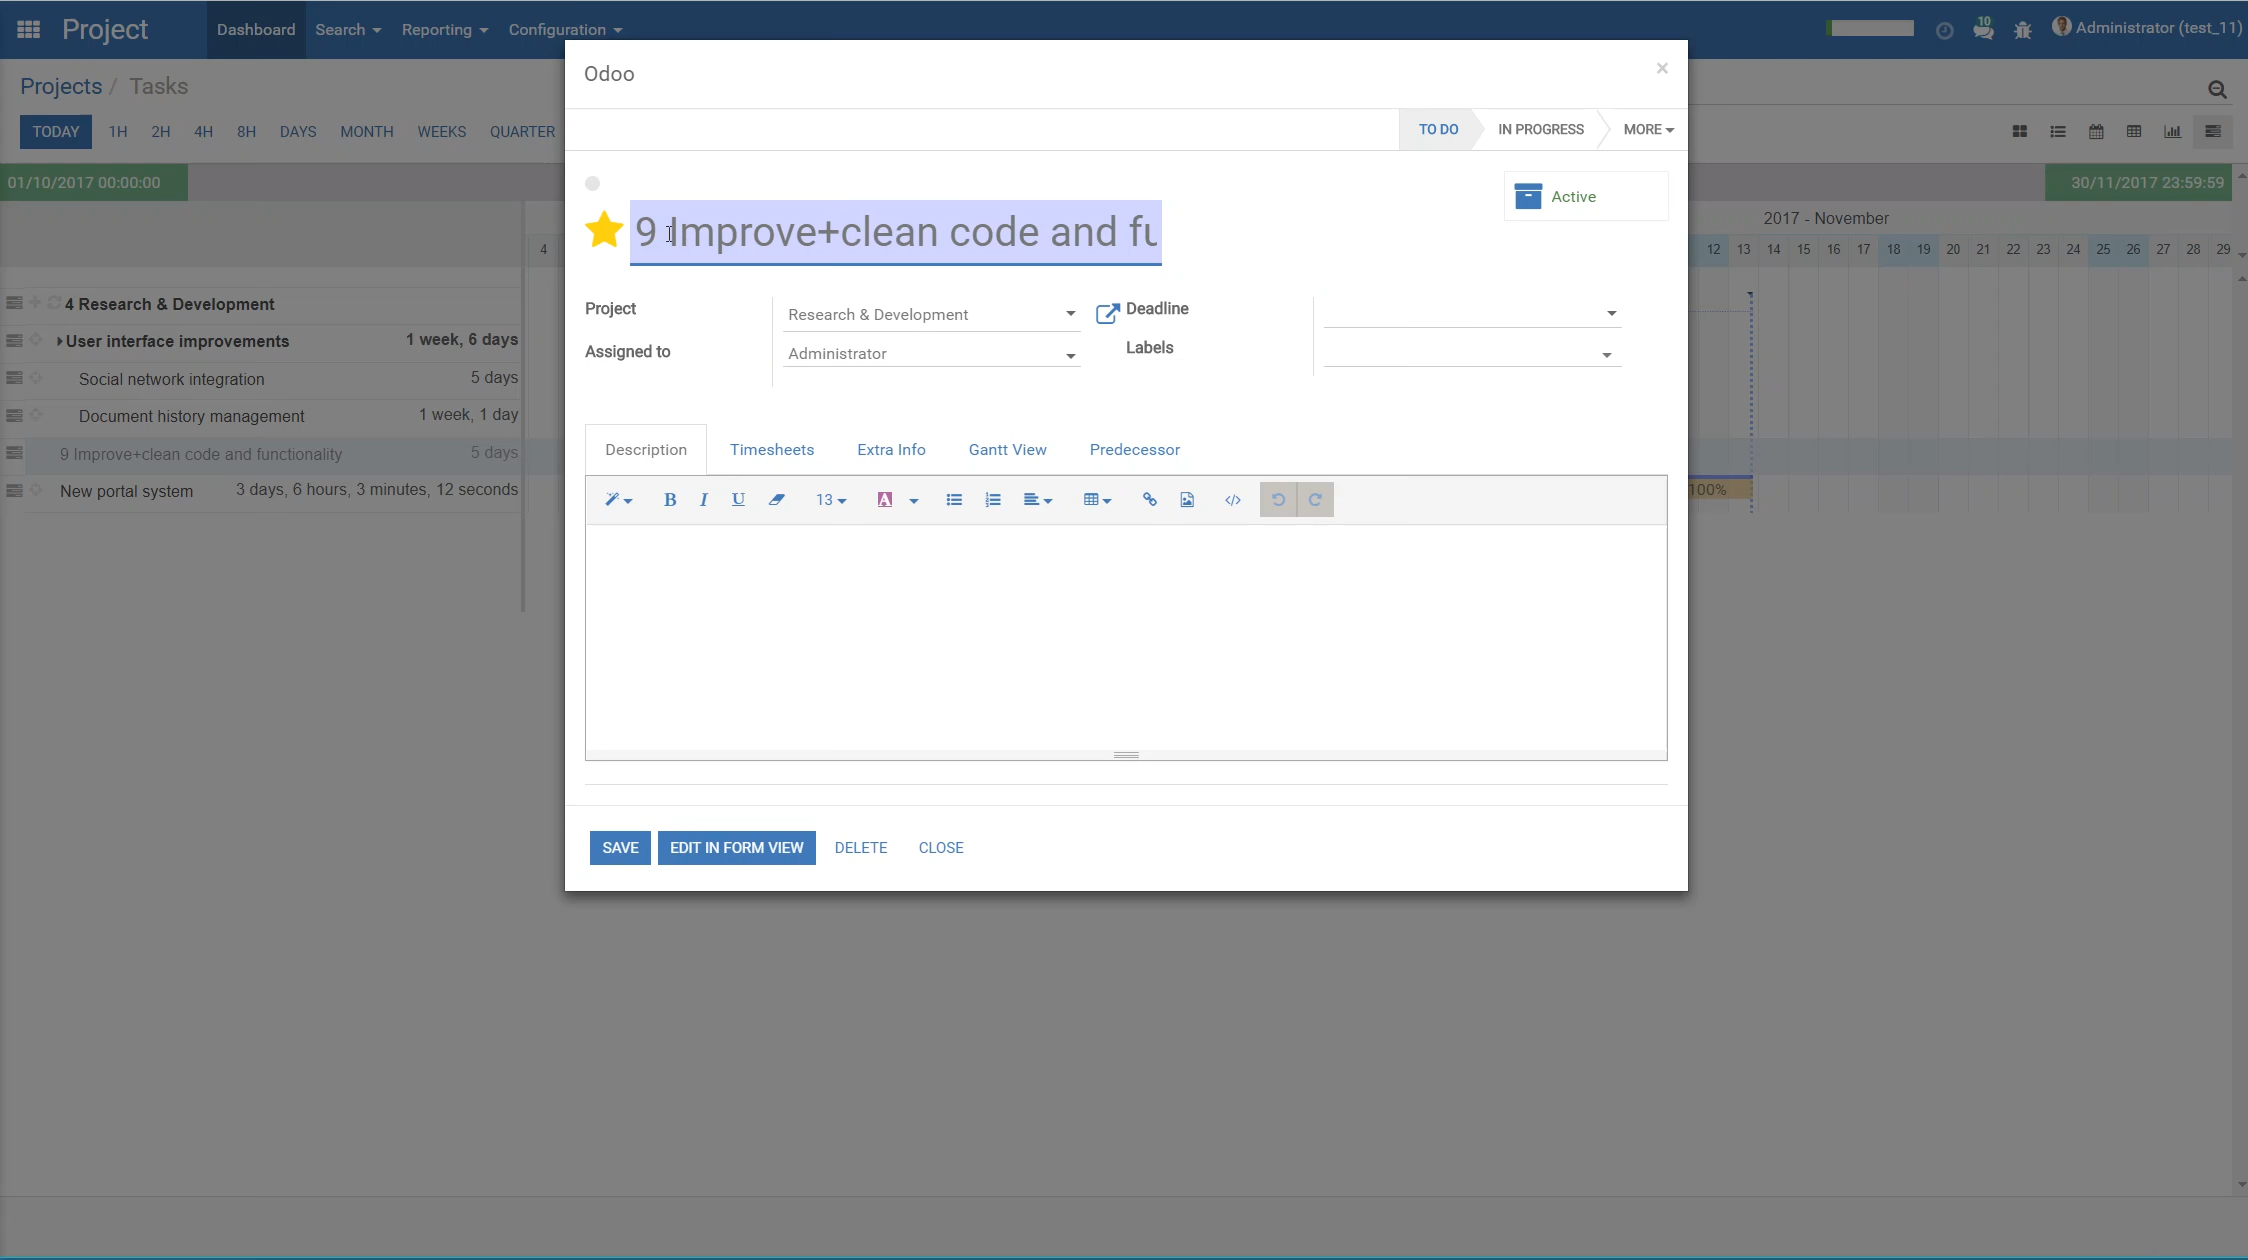 Project
Dashboard
Search
Reporting
Configuration
10
Administrator (test_11)
Projects / Tasks
TODAY 1H 2H 4H 8H DAYS MONTH WEEKS QUARTER
01/10/2017 00:00:00
30/11/2017 23:59:59
2017 - November
4
12 13 14 15 16 17 18 19 20 21 22 23 24 25 26 27 28 29
4 Research & Development
User interface improvements 1 week, 6 days
Social network integration 5 days
Document history management 1 week, 1 day
9 Improve+clean code and functionality 5 days
New portal system 3 days, 6 hours, 3 minutes, 12 seconds
100%
Odoo
×
TO DO
IN PROGRESS
MORE
Active
9 Improve+clean code and fu
Project Research & Development
Deadline
Assigned to Administrator
Labels
Description Timesheets Extra Info Gantt View Predecessor
B I U 13 A
SAVE EDIT IN FORM VIEW DELETE CLOSE